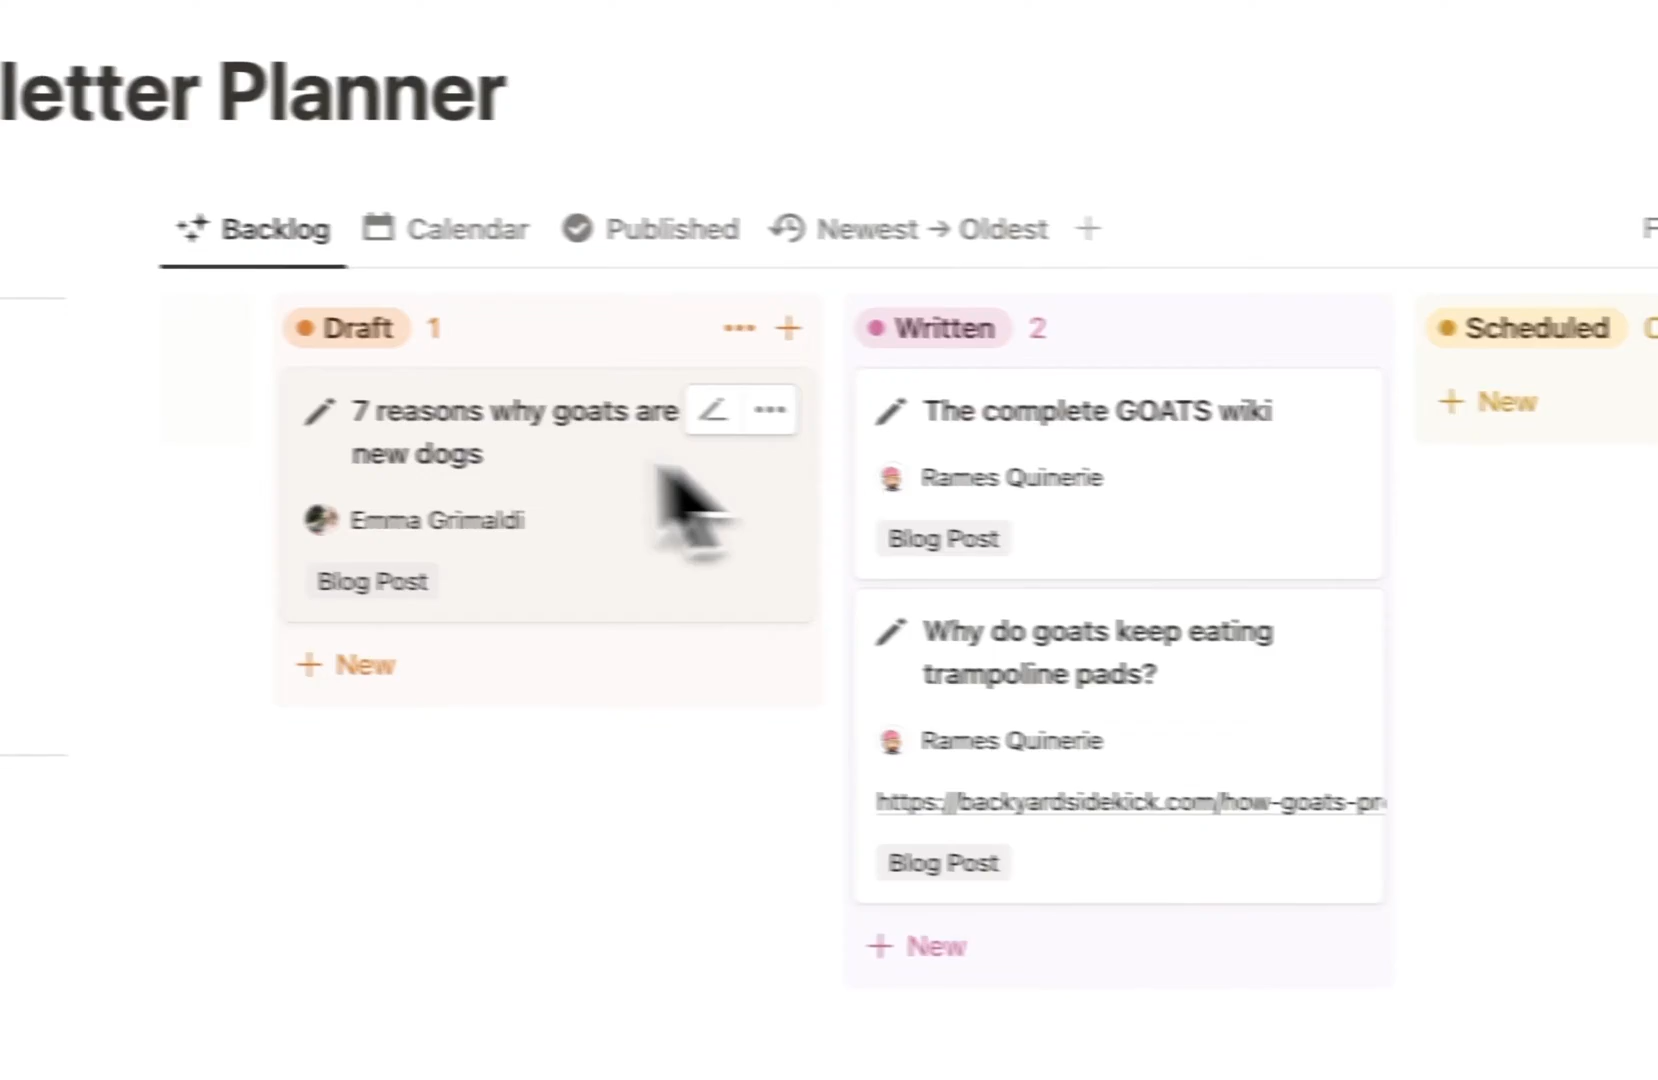 letter Planner
Backlog Calendar Published Newest → Oldest +
Draft 1 ••• +
7 reasons why goats are
new dogs
Emma Grimaldi
Blog Post
+ New
Written 2
The complete GOATS wiki
Rames Quinerie
Blog Post
Why do goats keep eating
trampoline pads?
Rames Quinerie
https://backyardsidekick.com/how-goats-pr
Blog Post
+ New
Scheduled
+ New